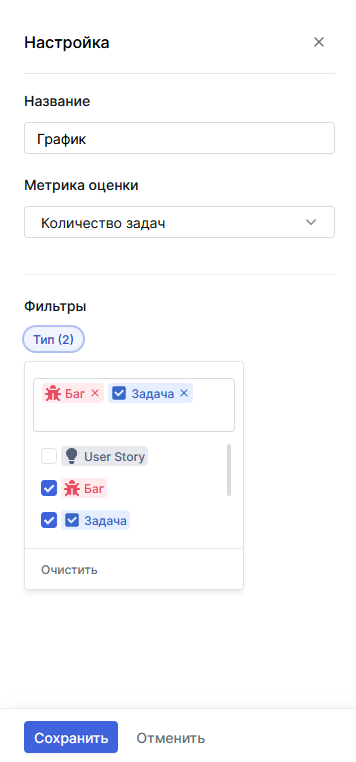 Настройка
Название
График
Метрика оценки
Количество задач
Фильтры
Тип (2)
Баг Задача
User Story
Баг
Задача
Очистить
Сохранить Отменить